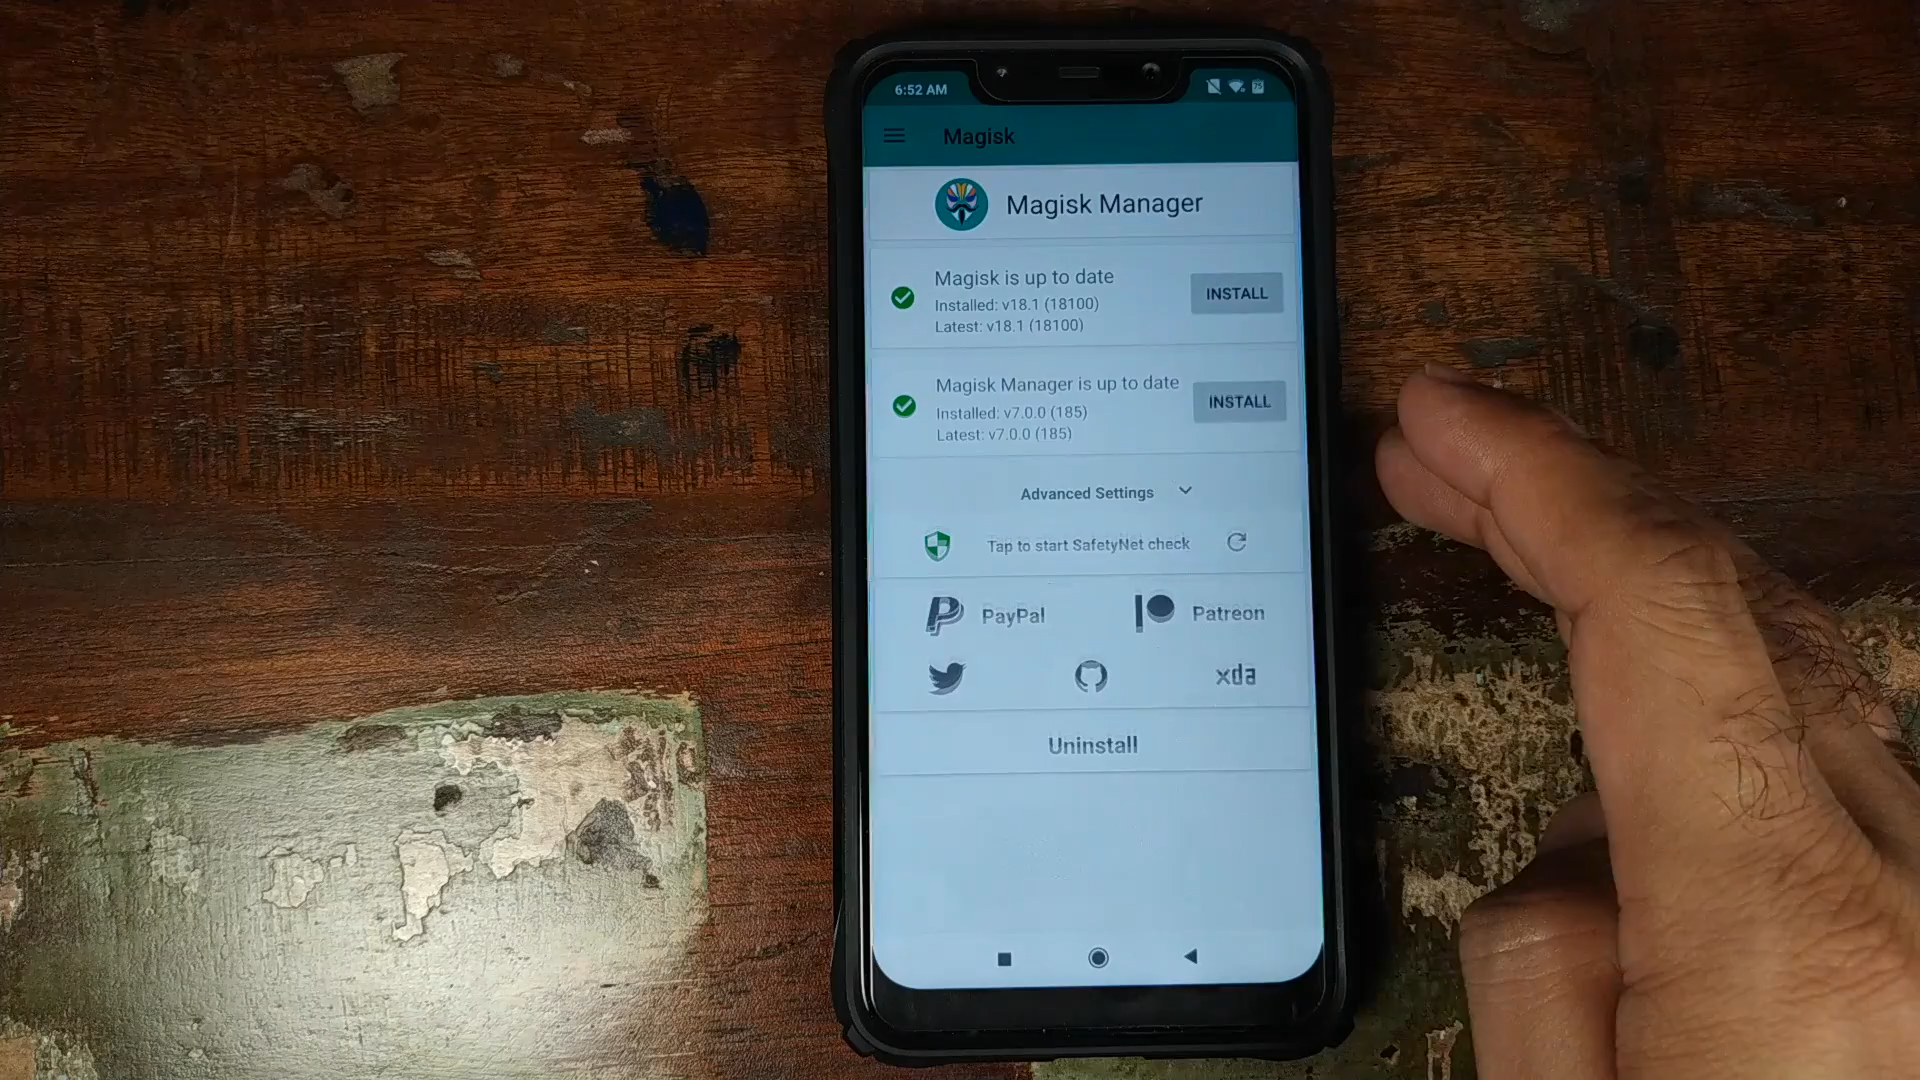 6:52 AM
75
Magisk
Magisk Manager
Magisk is up to date
Installed: v18.1 (18100)
Latest: v18.1 (18100)
INSTALL
Magisk Manager is up to date
Installed: v7.0.0 (185)
Latest: v7.0.0 (185)
INSTALL
Advanced Settings
Tap to start SafetyNet check
PayPal
Patreon
xda
Uninstall